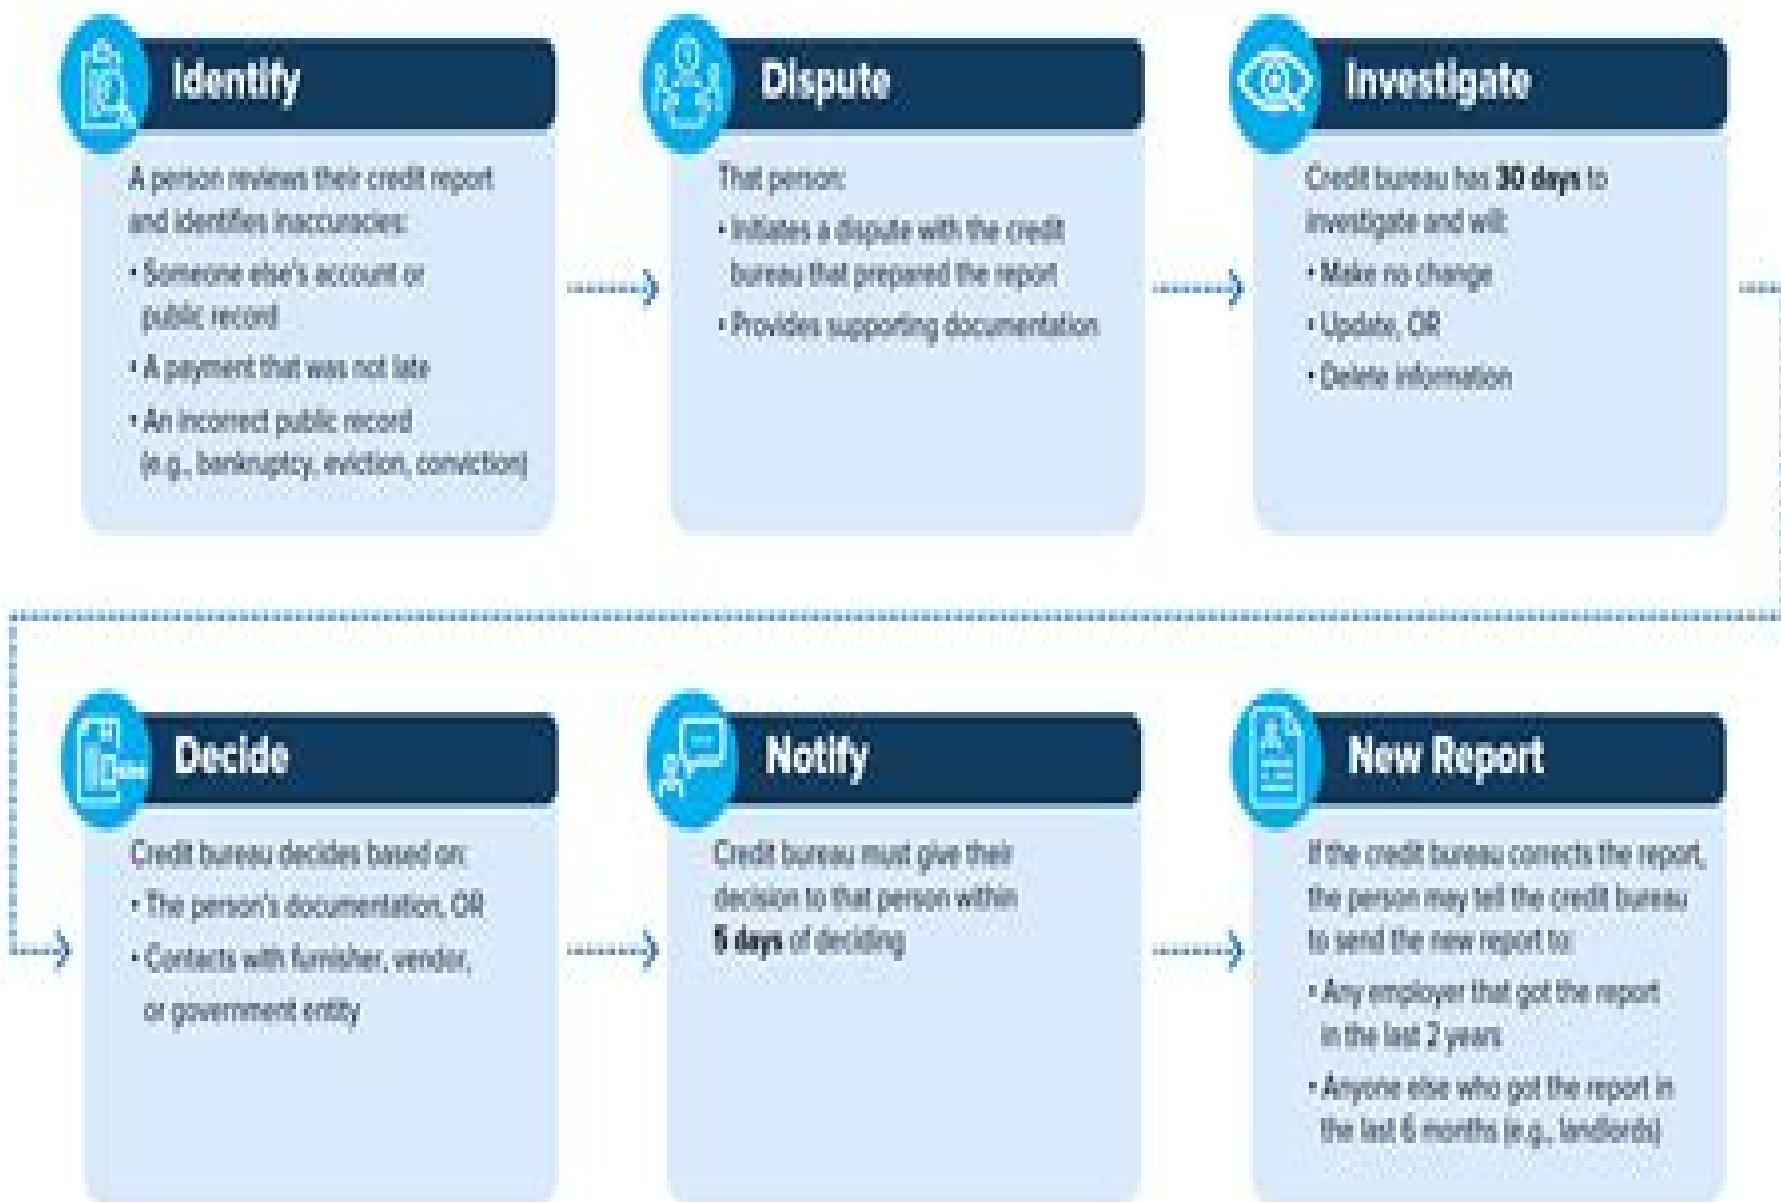 Identify
A person reviews their credit report
and identifies inaccuracies:
• Someone else's account or
public record
• A payment that was not late
• An incorrect public record
(e.g., bankruptcy, eviction, conviction)
Dispute
That person:
• Initiates a dispute with the credit
bureau that prepared the report
• Provides supporting documentation
Investigate
Credit bureau has 30 days to
investigate and will:
• Make no change
• Update, OR
• Delete information
Decide
Credit bureau decides based on:
• The person's documentation, OR
• Contacts with furnisher, vendor,
or government entity
Notify
Credit bureau must give their
decision to that person within
5 days of deciding
New Report
If the credit bureau corrects the report,
the person may tell the credit bureau
to send the new report to:
• Any employer that got the report
in the last 2 years
• Anyone else who got the report in
the last 6 months (e.g., landlords)